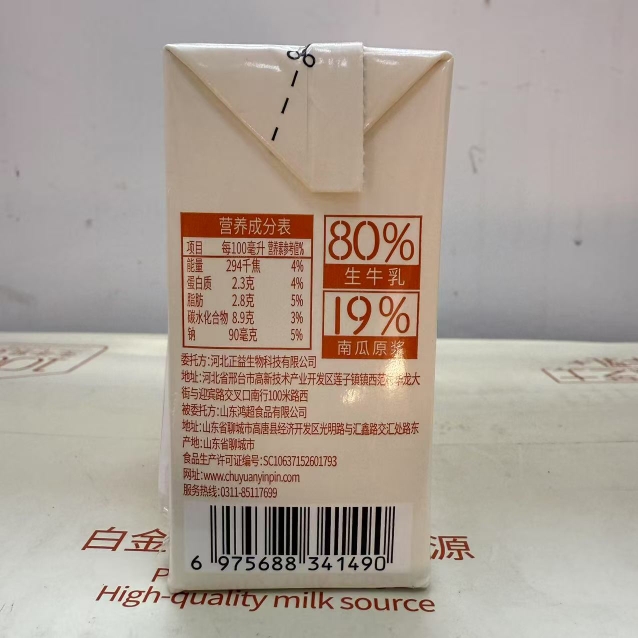 营养成分表
项目 每100毫升 营养素参考值%
能量 294千焦 4%
蛋白质 2.3克 4%
脂肪 2.8克 5%
碳水化合物 8.9克 3%
钠 90毫克 5%
80%
生牛乳
19%
南瓜原浆
委托方:河北正益生物科技有限公司
地址:河北省邢台市高新技术产业开发区莲子镇镇西范村华龙大
街与迎宾路交叉口南行100米路西
被委托方:山东鸿超食品有限公司
地址:山东省聊城市高唐县经济开发区光明路与汇鑫路交汇处路东
产地:山东省聊城市
食品生产许可证编号:SC10637152601793
网址:www.chuyuanyinpin.com
服务热线:0311-85117699
6 975688 341490
白金 源
High-quality milk source